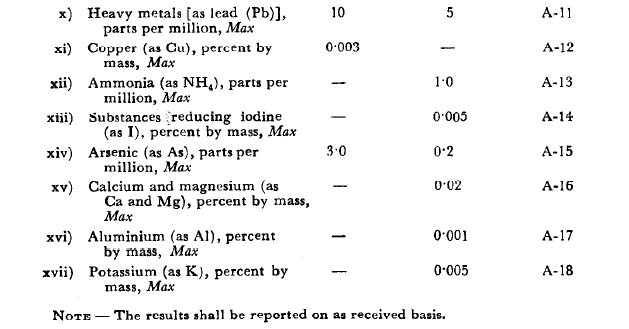 x) Heavy metals [as lead (Pb)], 10 5 A-11
parts per million, Max
xi) Copper (as Cu), percent by 0·003 — A-12
mass, Max
xii) Ammonia (as NH₄), parts per — 1·0 A-13
million, Max
xiii) Substances reducing iodine — 0·005 A-14
(as I), percent by mass, Max
xiv) Arsenic (as As), parts per 3·0 0·2 A-15
million, Max
xv) Calcium and magnesium (as — 0·02 A-16
Ca and Mg), percent by mass,
Max
xvi) Aluminium (as Al), percent — 0·001 A-17
by mass, Max
xvii) Potassium (as K), percent by — 0·005 A-18
mass, Max
NOTE — The results shall be reported on as received basis.